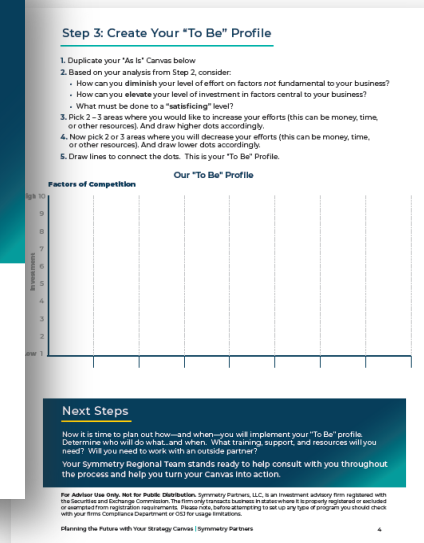 Step 3: Create Your "To Be" Profile
1. Duplicate your "As Is" Canvas below
2. Based on your analysis from Step 2, consider:
• How can you diminish your level of effort on factors not fundamental to your business?
• How can you elevate your level of investment in factors central to your business?
• What must be done to a "satisficing" level?
3. Pick 2 – 3 areas where you would like to increase your efforts (this can be money, time,
or other resources). And draw higher dots accordingly.
4. Now pick 2 or 3 areas where you will decrease your efforts (this can be money, time,
or other resources). And draw lower dots accordingly.
5. Draw lines to connect the dots. This is your "To Be" Profile.
Our "To Be" Profile
Factors of Competition
10
9
8
7
6
5
4
3
2
1
Investment
Next Steps
Now it is time to plan out how—and when—you will implement your "To Be" profile.
Determine who will do what...and when. What training, support, and resources will you
need? Will you need to work with an outside partner?
Your Symmetry Regional Team stands ready to help consult with you throughout
the process and help you turn your Canvas into action.
For Advisor Use Only. Not for Public Distribution. Symmetry Partners, LLC, is an investment advisory firm registered with
the Securities and Exchange Commission. The firm only transacts business in states where it is properly registered or excluded
or exempted from registration requirements. Please note, before attempting to set up any type of program you should check
with your firms Compliance Department or OSJ for usage limitations.
Planning the Future with Your Strategy Canvas | Symmetry Partners
4